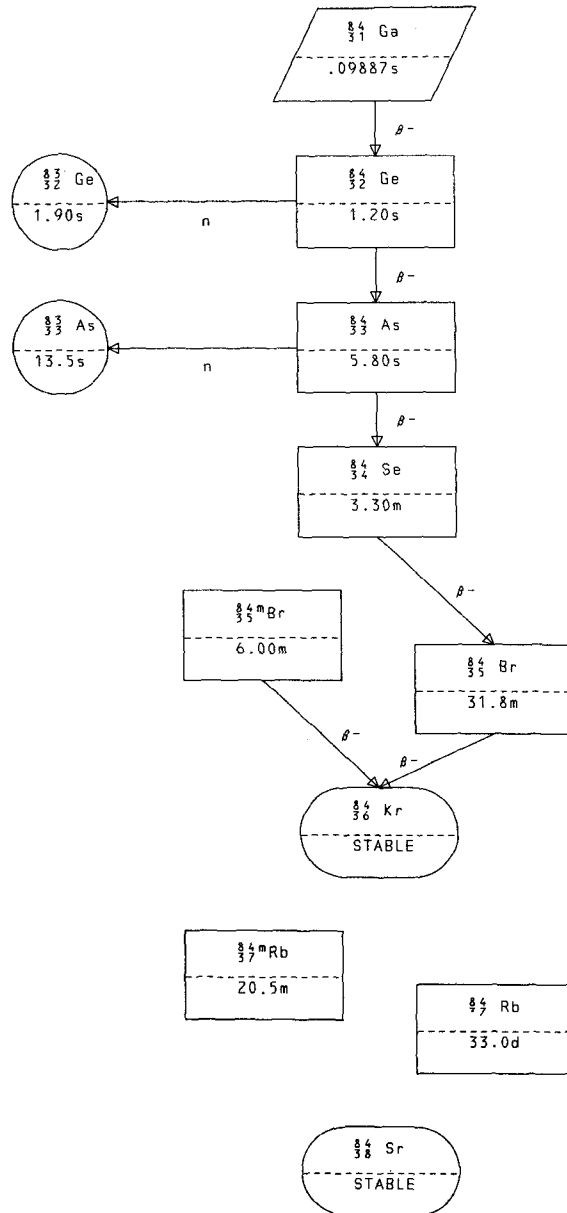 84 31 Ga
.09887s
β-
83 32 Ge
84 32 Ge
1.90s
n
1.20s
β-
83 33 As
84 33 As
13.5s
n
5.80s
β-
84 34 Se
3.30m
β-
84 m 35 Br
6.00m
84 35 Br
31.8m
β-
β-
84 36 Kr
STABLE
84 m 37 Rb
20.5m
84 37 Rb
33.0d
84 38 Sr
STABLE